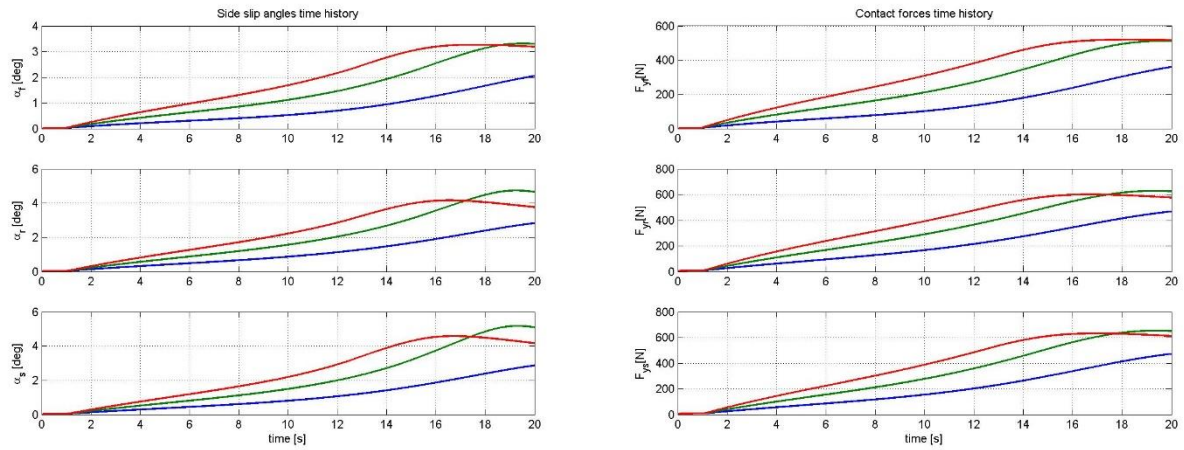 Side slip angles time history
4
3
2
1
0
α_f [deg]
0 2 4 6 8 10 12 14 16 18 20
6
4
2
0
α_r [deg]
0 2 4 6 8 10 12 14 16 18 20
6
4
2
0
α_s [deg]
0 2 4 6 8 10 12 14 16 18 20
time [s]
Contact forces time history
600
400
200
0
F_yf[N]
0 2 4 6 8 10 12 14 16 18 20
800
600
400
200
0
F_yr[N]
0 2 4 6 8 10 12 14 16 18 20
800
600
400
200
0
F_ys[N]
0 2 4 6 8 10 12 14 16 18 20
time [s]